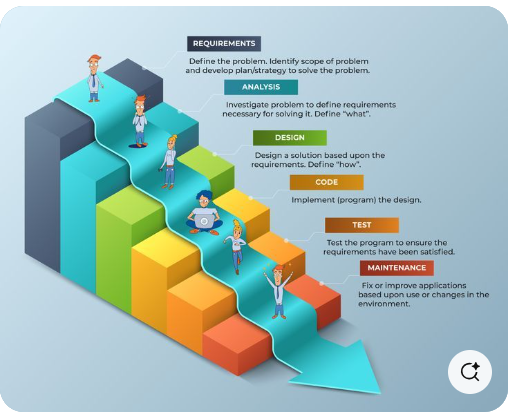 REQUIREMENTS
Define the problem. Identify scope of problem
and develop plan/strategy to solve the problem.
ANALYSIS
Investigate problem to define requirements
necessary for solving it. Define "what".
DESIGN
Design a solution based upon the
requirements. Define "how".
CODE
Implement (program) the design.
TEST
Test the program to ensure the
requirements have been satisfied.
MAINTENANCE
Fix or improve applications
based upon use or changes in the
environment.